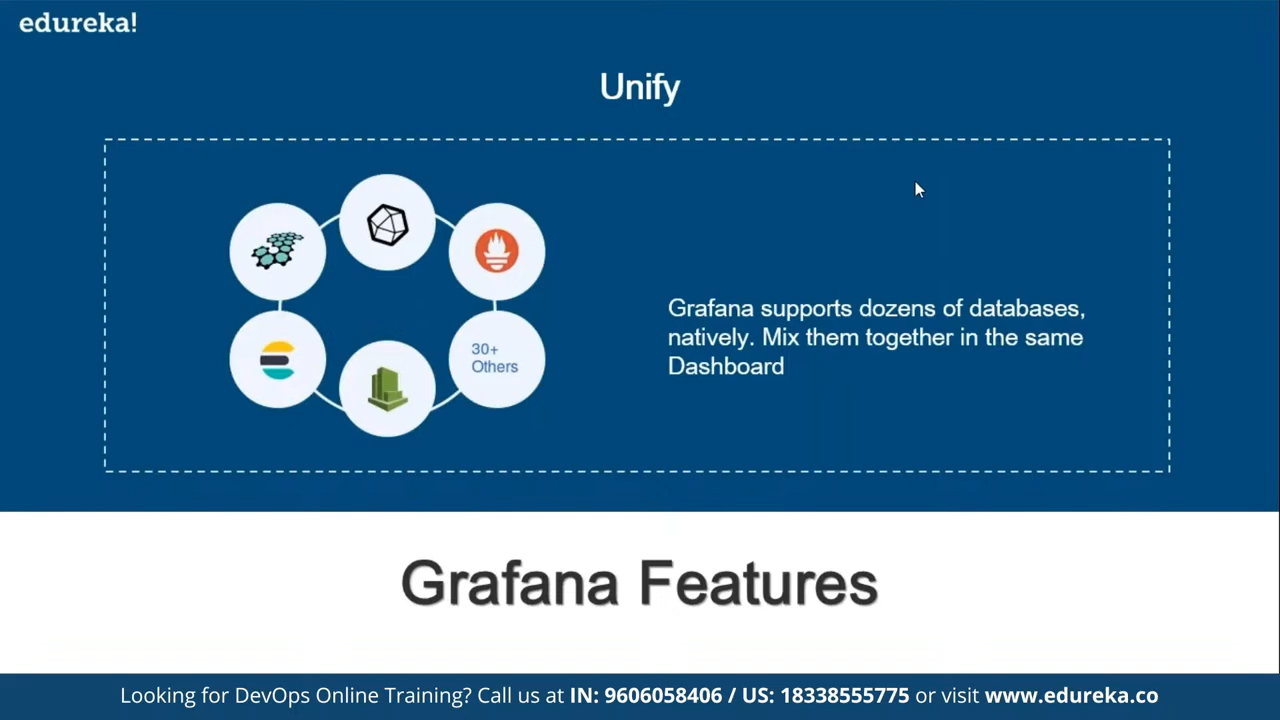 edureka!
Unify
30+
Others
Grafana supports dozens of databases,
natively. Mix them together in the same
Dashboard
Grafana Features
Looking for DevOps Online Training? Call us at IN: 9606058406 / US: 18338555775 or visit www.edureka.co